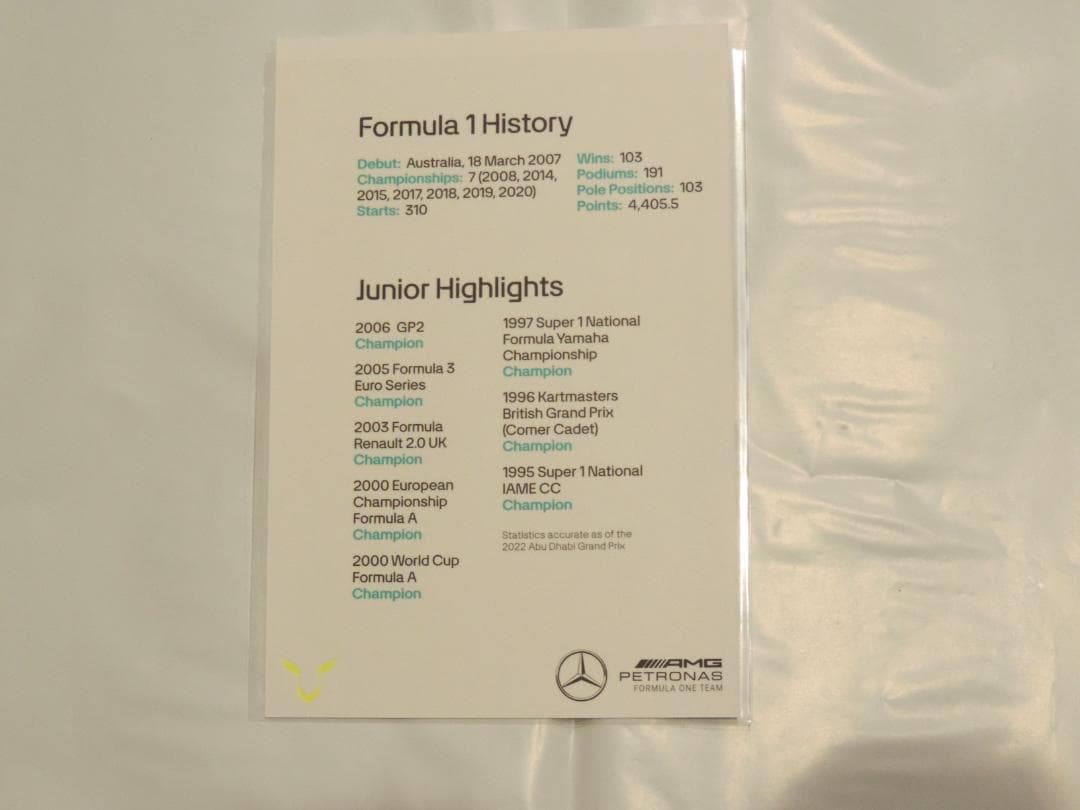 Formula 1 History
Debut: Australia, 18 March 2007
Championships: 7 (2008, 2014,
2015, 2017, 2018, 2019, 2020)
Starts: 310
Wins: 103
Podiums: 191
Pole Positions: 103
Points: 4,405.5
Junior Highlights
2006 GP2
Champion
2005 Formula 3
Euro Series
Champion
2003 Formula
Renault 2.0 UK
Champion
2000 European
Championship
Formula A
Champion
2000 World Cup
Formula A
Champion
1997 Super 1 National
Formula Yamaha
Championship
Champion
1996 Kartmasters
British Grand Prix
(Comer Cadet)
Champion
1995 Super 1 National
IAME CC
Champion
Statistics accurate as of the
2022 Abu Dhabi Grand Prix
AMG
PETRONAS
FORMULA ONE TEAM